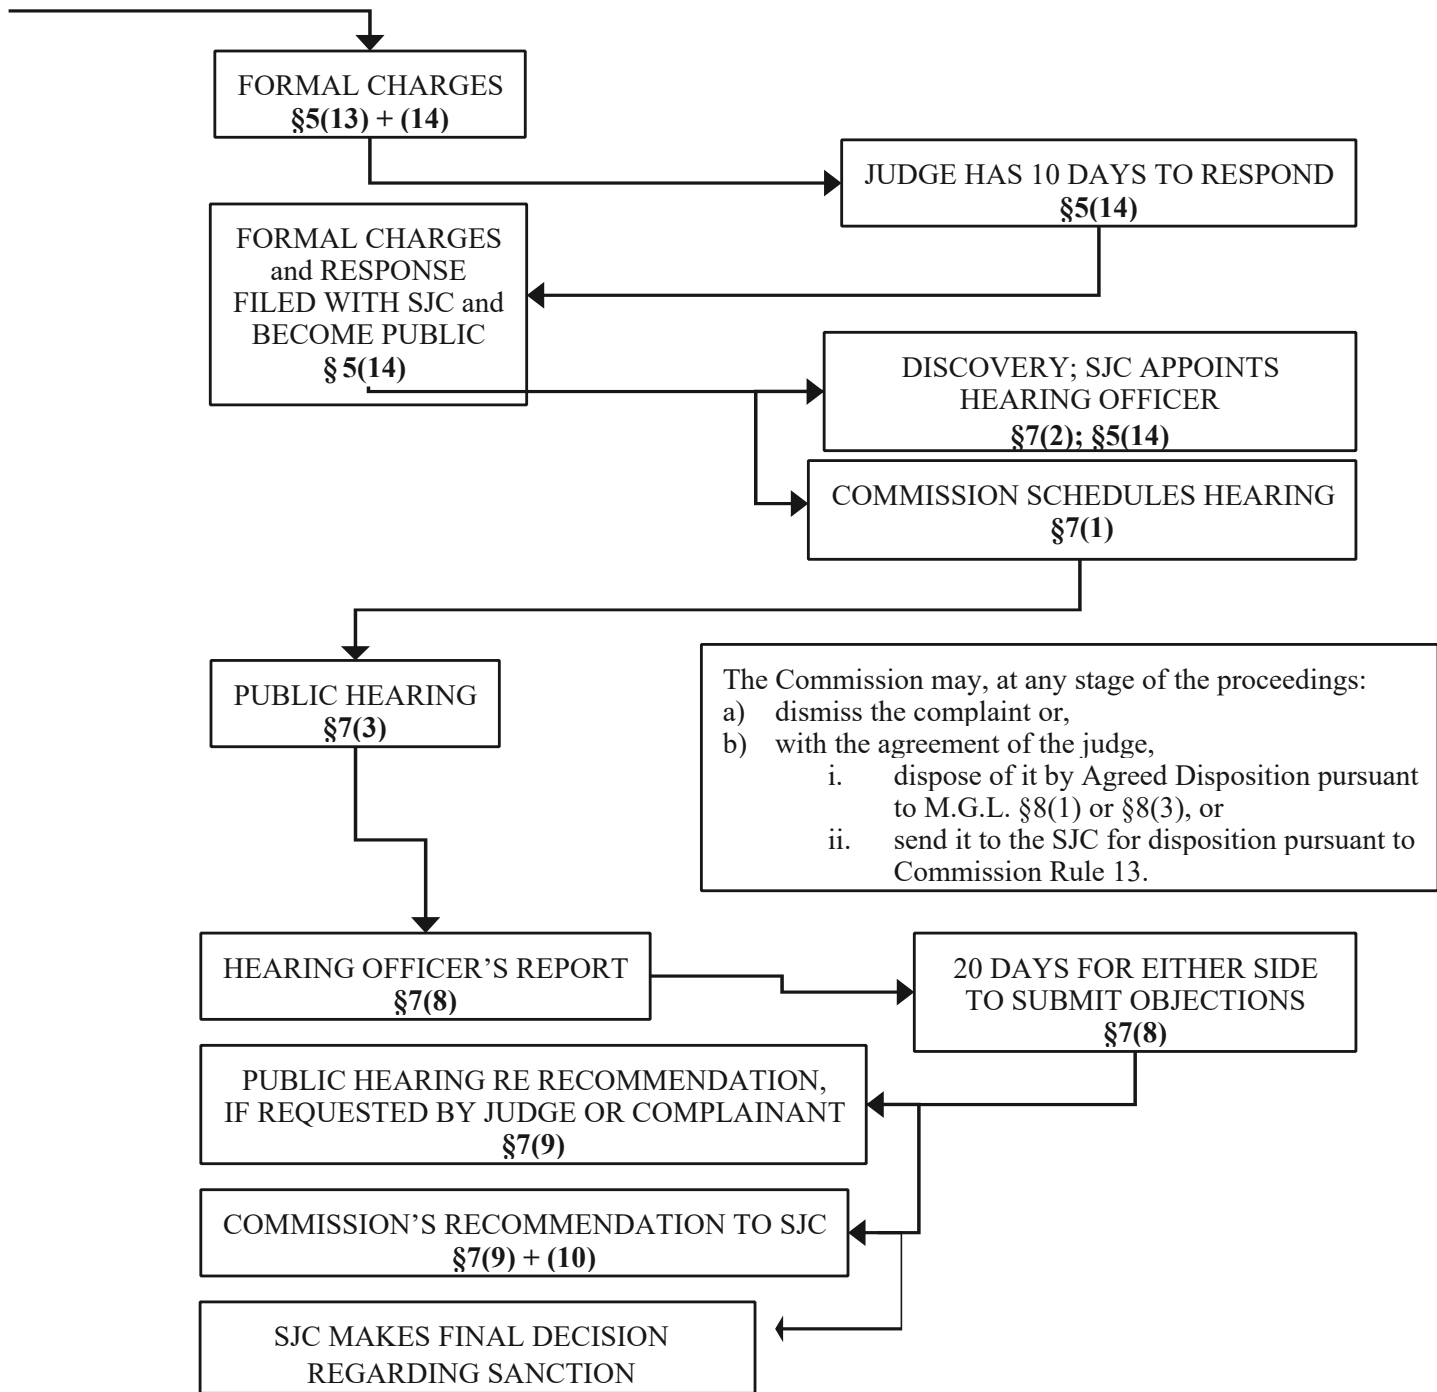 FORMAL CHARGES
§5(13) + (14)
JUDGE HAS 10 DAYS TO RESPOND
§5(14)
FORMAL CHARGES
and RESPONSE
FILED WITH SJC and
BECOME PUBLIC
§ 5(14)
DISCOVERY; SJC APPOINTS
HEARING OFFICER
§7(2); §5(14)
COMMISSION SCHEDULES HEARING
§7(1)
PUBLIC HEARING
§7(3)
The Commission may, at any stage of the proceedings:
a) dismiss the complaint or,
b) with the agreement of the judge,
i. dispose of it by Agreed Disposition pursuant
to M.G.L. §8(1) or §8(3), or
ii. send it to the SJC for disposition pursuant to
Commission Rule 13.
HEARING OFFICER’S REPORT
§7(8)
20 DAYS FOR EITHER SIDE
TO SUBMIT OBJECTIONS
§7(8)
PUBLIC HEARING RE RECOMMENDATION,
IF REQUESTED BY JUDGE OR COMPLAINANT
§7(9)
COMMISSION’S RECOMMENDATION TO SJC
§7(9) + (10)
SJC MAKES FINAL DECISION
REGARDING SANCTION